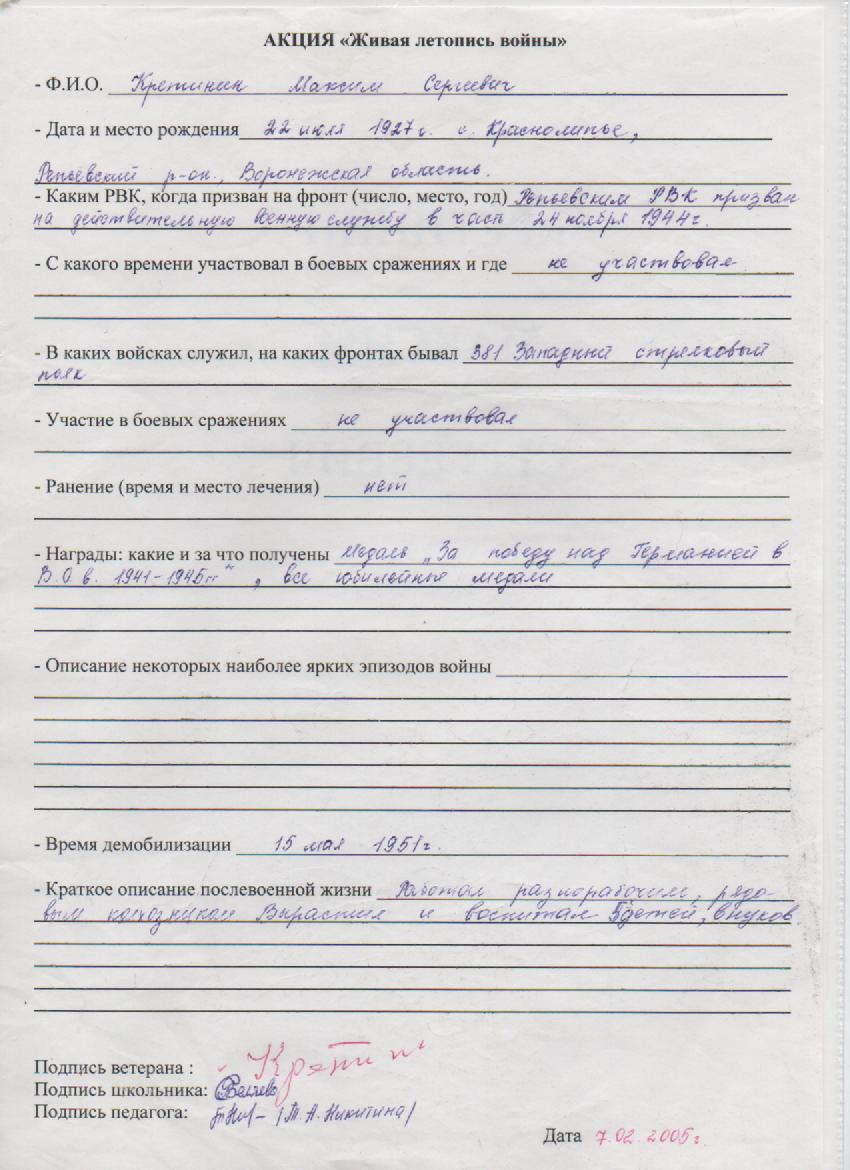 АКЦИЯ «Живая летопись войны»
- Ф.И.О. Кретинин Максим Сергеевич
- Дата и место рождения 22 июля 1927 г. с. Краснолипье,
Репьёвский р-он., Воронежская область.
- Каким РВК, когда призван на фронт (число, место, год) Репьевским РВК призван
на действительную военную службу в часть 24 ноября 1944 г.
- С какого времени участвовал в боевых сражениях и где не участвовал
- В каких войсках служил, на каких фронтах бывал 381 Западный стрелковый
полк
- Участие в боевых сражениях не участвовал
- Ранение (время и место лечения) нет
- Награды: какие и за что получены Медаль „За победу над Германией в
В.О.в. 1941-1945 гг", все юбилейные медали
- Описание некоторых наиболее ярких эпизодов войны
- Время демобилизации 15 мая 1951 г.
- Краткое описание послевоенной жизни Работал разнорабочим, рядо-
вым колхозником Вырастил и воспитал 5 детей, внуков.
Подпись ветерана : Кретин
Подпись школьника:
Подпись педагога: (Т.А.Никитина)
Дата 7.02.2005 г.